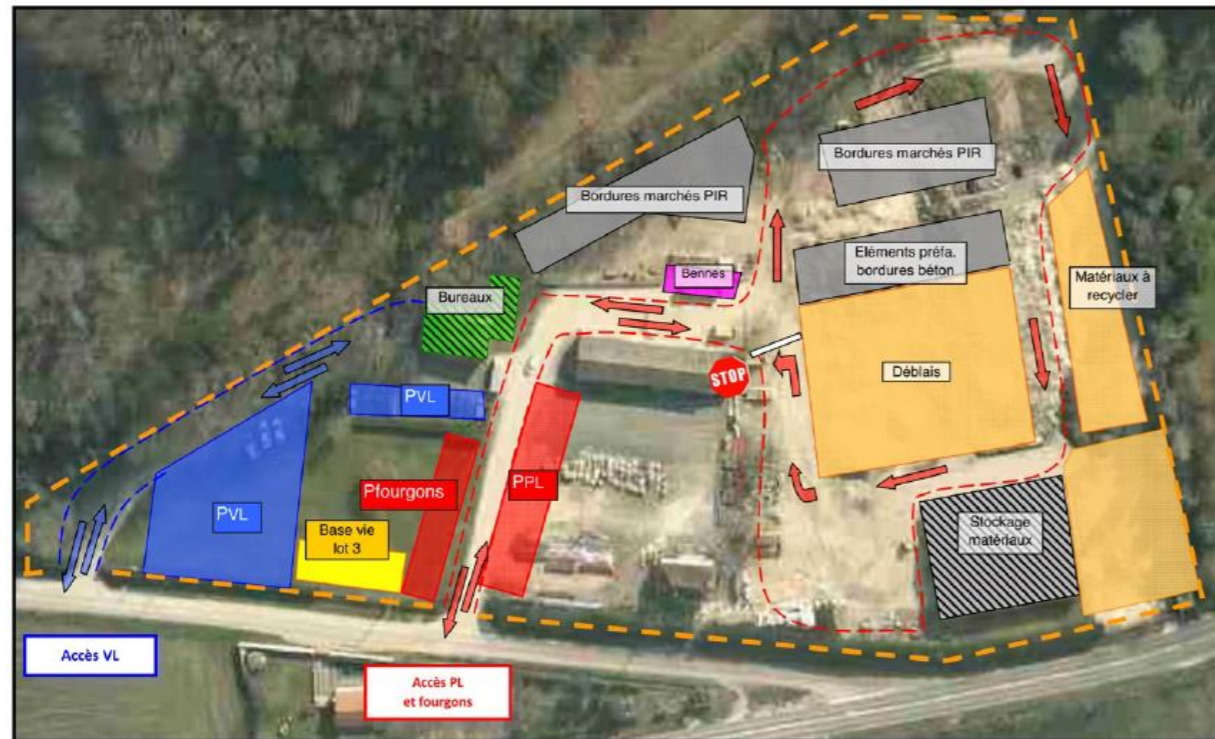 Bordures marchés PIR
Bordures marchés PIR
Eléments préfa.
bordures béton
Matériaux à
recycler
Bennes
Bureaux
STOP
Déblais
PVL
PVL
Pfourgons
PPL
Base vie
lot 3
Stockage
matériaux
Accès VL
Accès PL
et fourgons